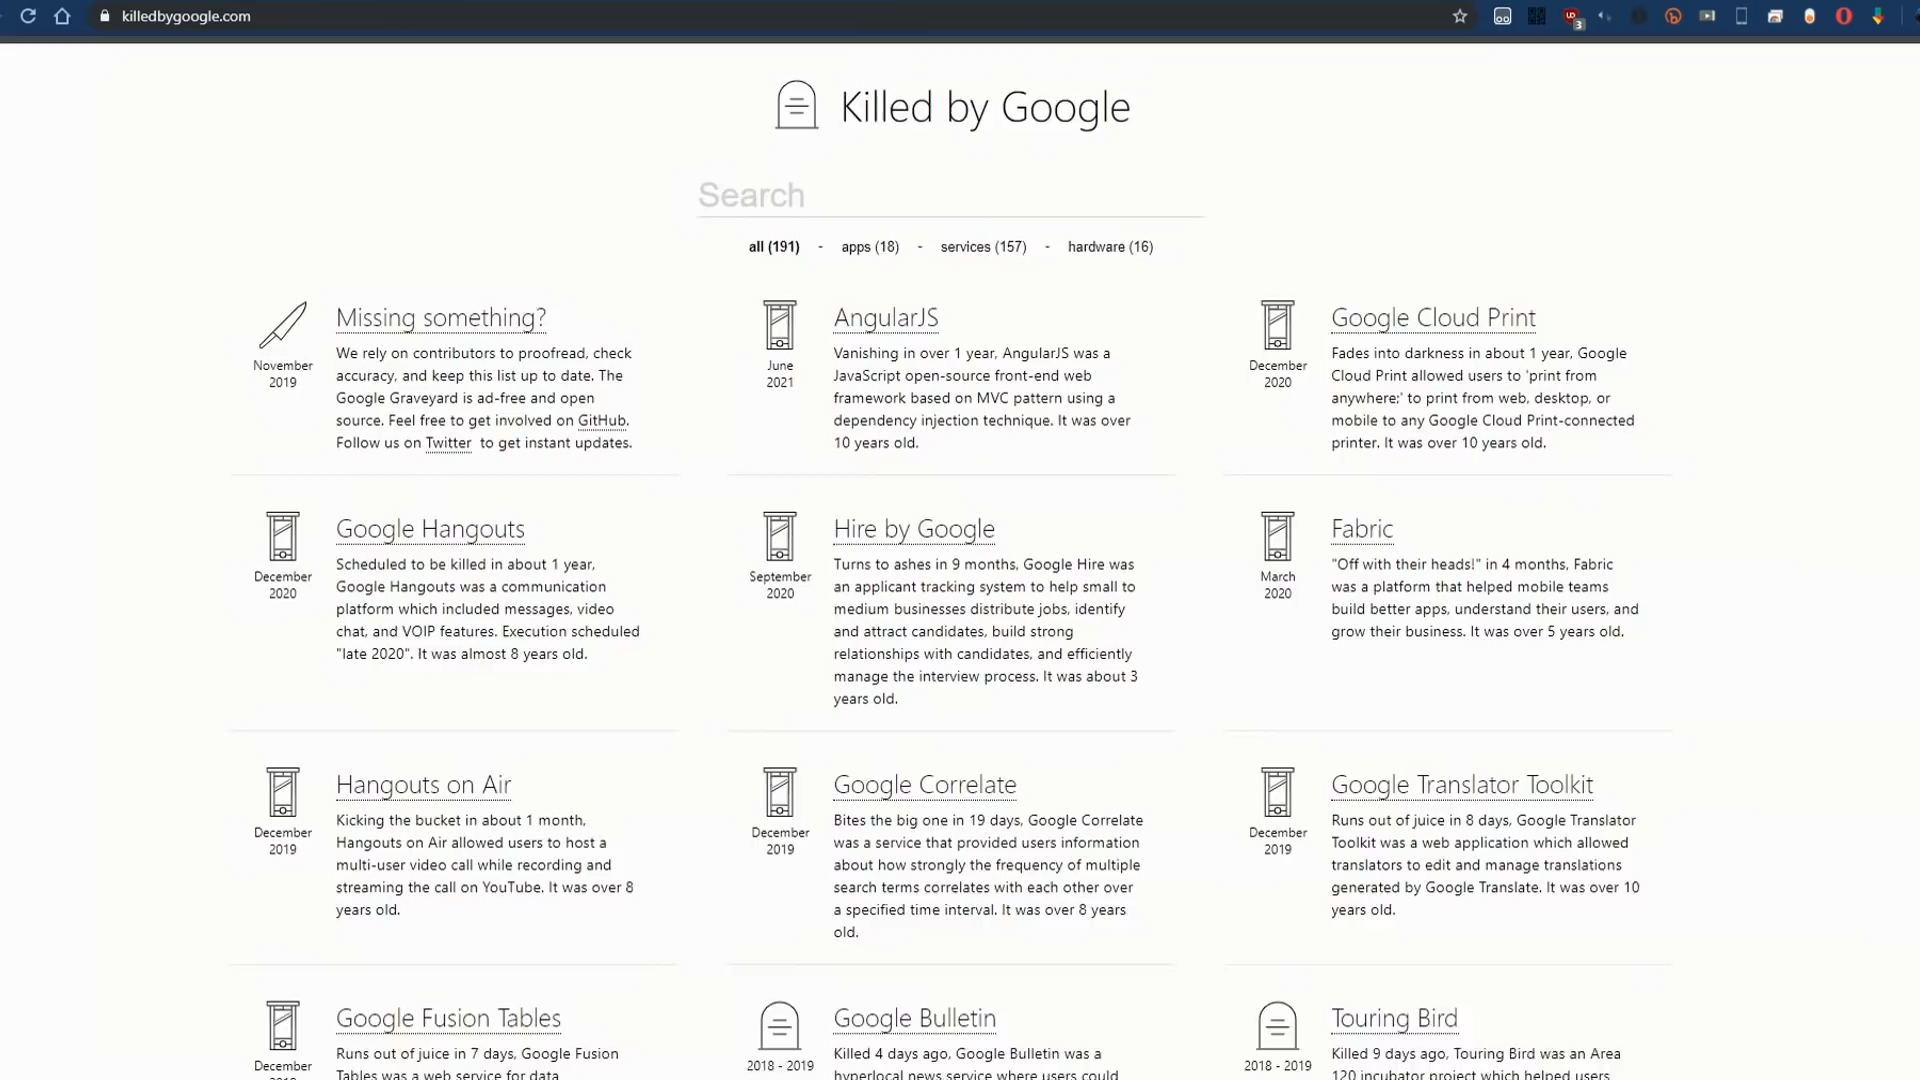 killedbygoogle.com
3
Killed by Google
Search
all (191) - apps (18) - services (157) - hardware (16)
November
2019
Missing something?
We rely on contributors to proofread, check
accuracy, and keep this list up to date. The
Google Graveyard is ad-free and open
source. Feel free to get involved on GitHub.
Follow us on Twitter to get instant updates.
June
2021
AngularJS
Vanishing in over 1 year, AngularJS was a
JavaScript open-source front-end web
framework based on MVC pattern using a
dependency injection technique. It was over
10 years old.
December
2020
Google Cloud Print
Fades into darkness in about 1 year, Google
Cloud Print allowed users to 'print from
anywhere;' to print from web, desktop, or
mobile to any Google Cloud Print-connected
printer. It was over 10 years old.
December
2020
Google Hangouts
Scheduled to be killed in about 1 year,
Google Hangouts was a communication
platform which included messages, video
chat, and VOIP features. Execution scheduled
"late 2020". It was almost 8 years old.
September
2020
Hire by Google
Turns to ashes in 9 months, Google Hire was
an applicant tracking system to help small to
medium businesses distribute jobs, identify
and attract candidates, build strong
relationships with candidates, and efficiently
manage the interview process. It was about 3
years old.
March
2020
Fabric
"Off with their heads!" in 4 months, Fabric
was a platform that helped mobile teams
build better apps, understand their users, and
grow their business. It was over 5 years old.
December
2019
Hangouts on Air
Kicking the bucket in about 1 month,
Hangouts on Air allowed users to host a
multi-user video call while recording and
streaming the call on YouTube. It was over 8
years old.
December
2019
Google Correlate
Bites the big one in 19 days, Google Correlate
was a service that provided users information
about how strongly the frequency of multiple
search terms correlates with each other over
a specified time interval. It was over 8 years
old.
December
2019
Google Translator Toolkit
Runs out of juice in 8 days, Google Translator
Toolkit was a web application which allowed
translators to edit and manage translations
generated by Google Translate. It was over 10
years old.
December
2019
Google Fusion Tables
Runs out of juice in 7 days, Google Fusion
Tables was a web service for data
2018 - 2019
Google Bulletin
Killed 4 days ago, Google Bulletin was a
hyperlocal news service where users could
2018 - 2019
Touring Bird
Killed 9 days ago, Touring Bird was an Area
120 incubator project which helped users